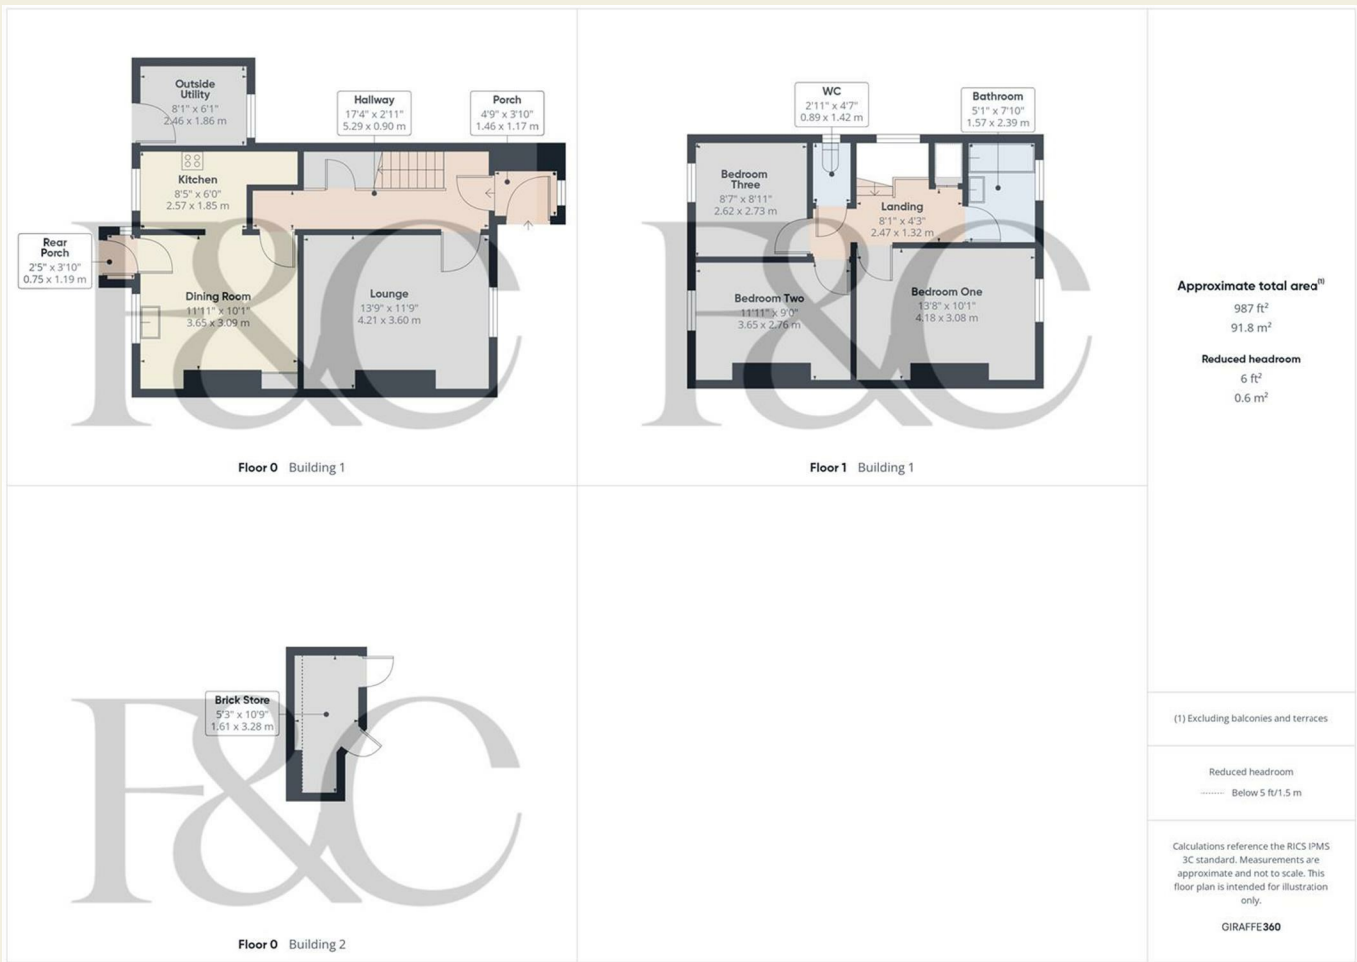 Outside
Utility
8'1" x 6'1"
2.46 x 1.86 m
Hallway
17'4" x 2'11"
5.29 x 0.90 m
Porch
4'9" x 3'10"
1.46 x 1.17 m
Kitchen
8'5" x 6'0"
2.57 x 1.85 m
Rear
Porch
2'5" x 3'10"
0.75 x 1.19 m
Dining Room
11'11" x 10'1"
3.65 x 3.09 m
Lounge
13'9" x 11'9"
4.21 x 3.60 m
F&C
Floor 0 Building 1
WC
2'11" x 4'7"
0.89 x 1.42 m
Bathroom
5'1" x 7'10"
1.57 x 2.39 m
Bedroom
Three
8'7" x 8'11"
2.62 x 2.73 m
Landing
8'1" x 4'3"
2.47 x 1.32 m
Bedroom Two
11'11" x 9'0"
3.65 x 2.76 m
Bedroom One
13'8" x 10'1"
4.18 x 3.08 m
F&C
Floor 1 Building 1
Brick Store
5'3" x 10'9"
1.61 x 3.28 m
F&C
Floor 0 Building 2
Approximate total area(1)
987 ft²
91.8 m²
Reduced headroom
6 ft²
0.6 m²
(1) Excluding balconies and terraces
Reduced headroom
Below 5 ft/1.5 m
Calculations reference the RICS IPMS
3C standard. Measurements are
approximate and not to scale. This
floor plan is intended for illustration
only.
GIRAFFE360